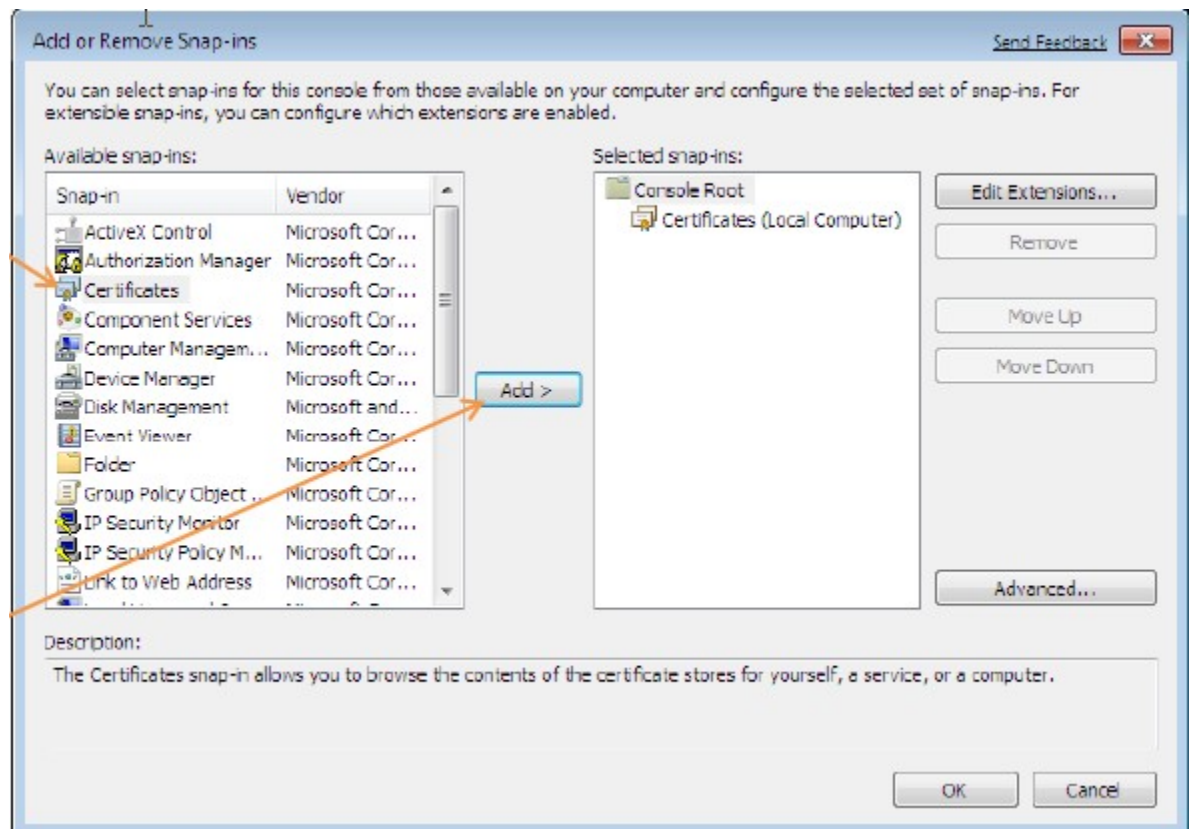 Add or Remove Snap-ins
Send Feedback
You can select snap-ins for this console from those available on your computer and configure the selected set of snap-ins. For
extensible snap-ins, you can configure which extensions are enabled.
Available snap-ins:
Snap-in Vendor
ActiveX Control Microsoft Cor...
Authorization Manager Microsoft Cor...
Certificates Microsoft Cor...
Component Services Microsoft Cor...
Computer Managem... Microsoft Cor...
Device Manager Microsoft Cor...
Disk Management Microsoft and...
Event Viewer Microsoft Cor...
Folder Microsoft Cor...
Group Policy Object ... Microsoft Cor...
IP Security Monitor Microsoft Cor...
IP Security Policy M... Microsoft Cor...
Link to Web Address Microsoft Cor...
Add >
Selected snap-ins:
Console Root
Certificates (Local Computer)
Edit Extensions...
Remove
Move Up
Move Down
Advanced...
Description:
The Certificates snap-in allows you to browse the contents of the certificate stores for yourself, a service, or a computer.
OK Cancel